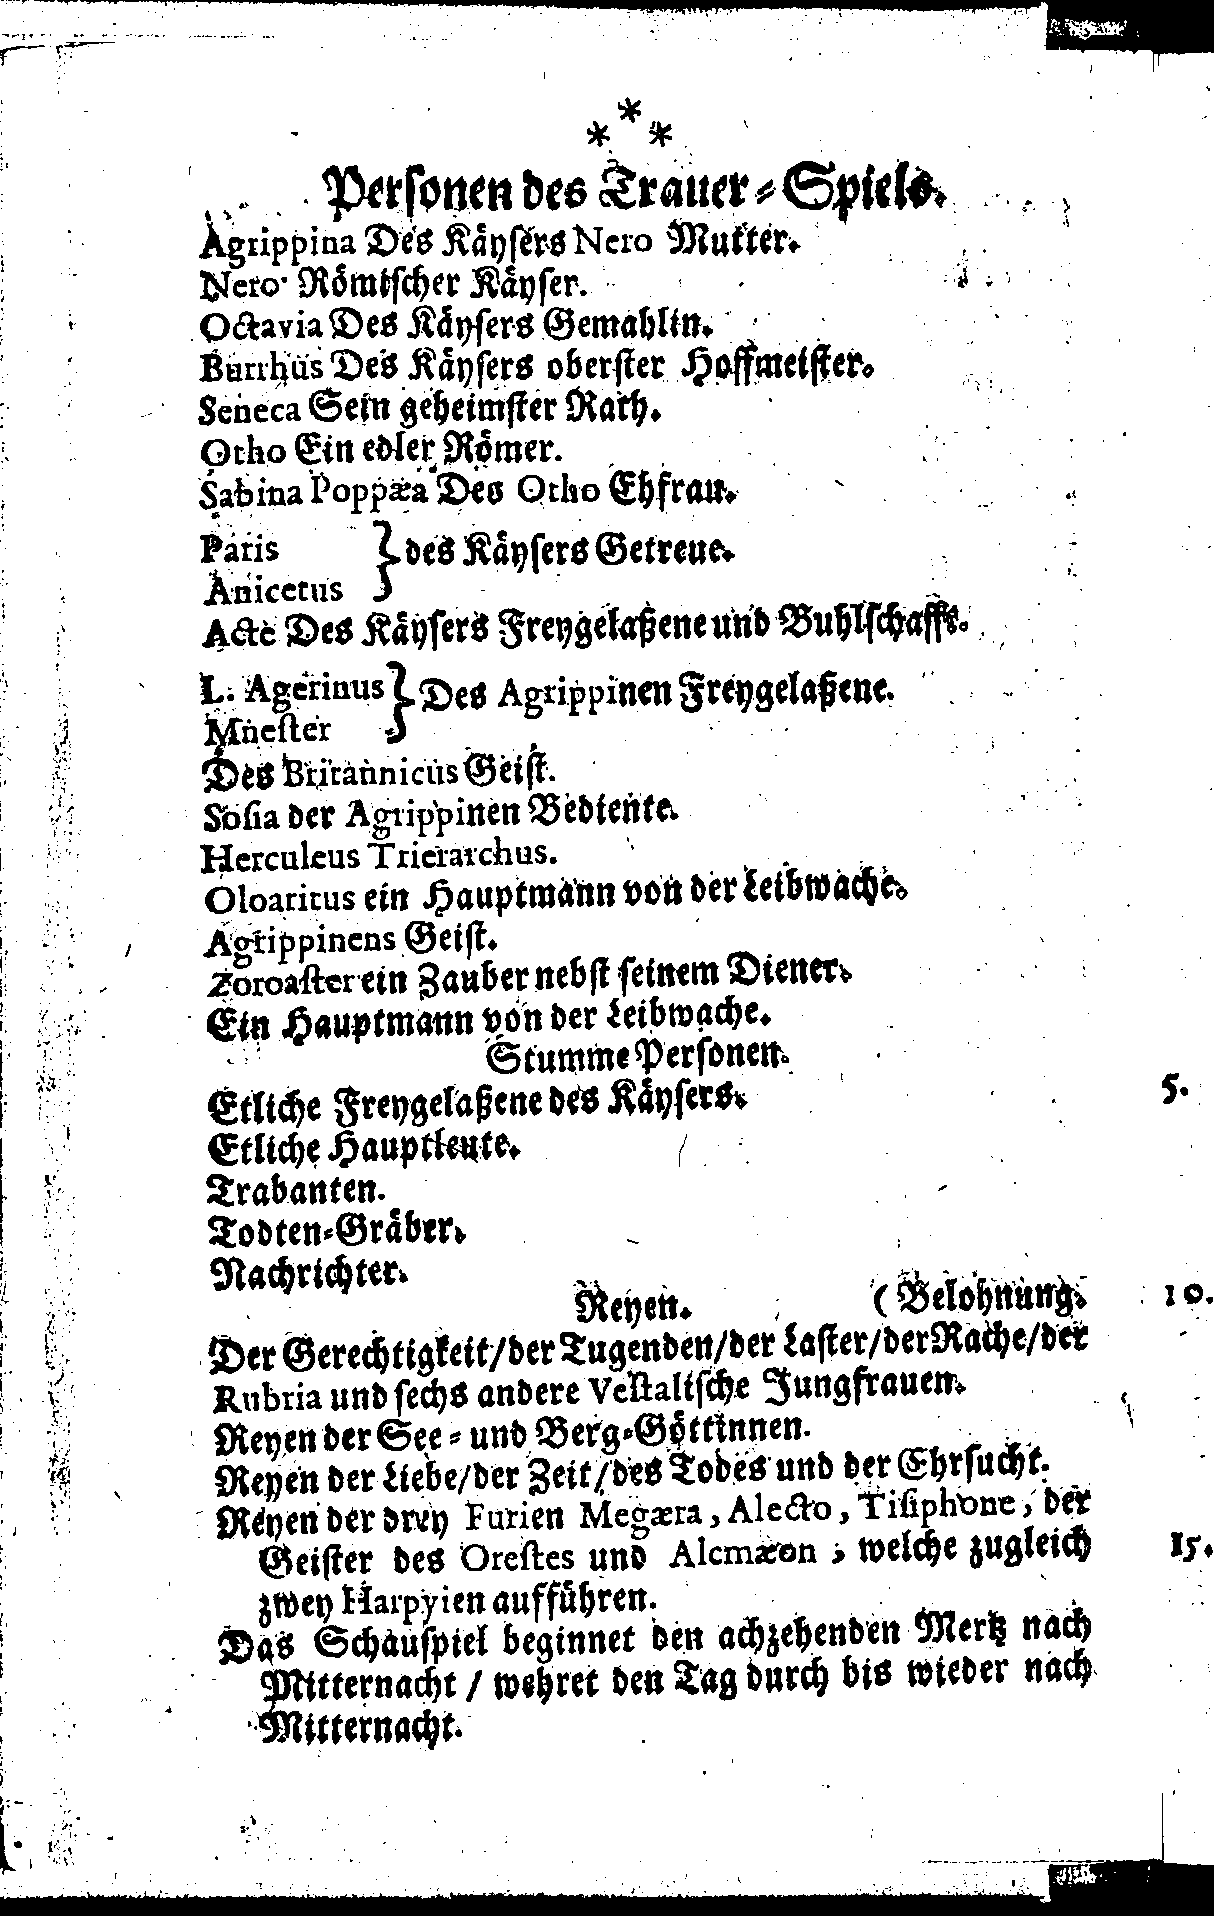 * * *
Personen des Trauer-Spiels.
Agrippina Des Käysers Nero Mutter.
Nero Römischer Käyser.
Octavia Des Käysers Gemahlin.
Burrhus Des Käysers oberster Hoffmeister.
Seneca Sein geheimster Rath.
Otho Ein edler Römer.
Sabina Poppæa Des Otho Ehfrau.
Paris
} des Käysers Getreue.
Anicetus
Acte Des Käysers Freygelaßene und Buhlschafft.
L. Agerinus
} Des Agrippinen Freygelaßene.
Mnester
Des Britannicus Geist.
Sosia der Agrippinen Bediente.
Herculeus Trierarchus.
Oloaritus ein Hauptmann von der Leibwache.
Agrippinens Geist.
Zoroaster ein Zauber nebst seinem Diener.
Ein Hauptmann von der Leibwache.
Stumme Personen.
Etliche Freygelaßene des Käysers. 5.
Etliche Hauptleute.
Trabanten.
Todten-Gräber.
Nachrichter.
Reyen. (Belohnung. 10.
Der Gerechtigkeit/der Tugenden/der Laster/der Rache/der
Rubria und sechs andere Vestalische Jungfrauen.
Reyen der See- und Berg-Göttinnen.
Reyen der Liebe/der Zeit/des Todes und der Ehrsucht.
Reyen der drey Furien Megæra, Alecto, Tisiphone, der
Geister des Orestes und Alcmæon, welche zugleich 15.
zwey Harpyien aufführen.
Das Schauspiel beginnet den achzehenden Mertz nach
Mitternacht / wehret den Tag durch bis wieder nach
Mitternacht.